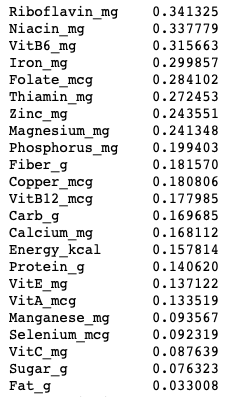 Riboflavin_mg 0.341325
Niacin_mg 0.337779
VitB6_mg 0.315663
Iron_mg 0.299857
Folate_mcg 0.284102
Thiamin_mg 0.272453
Zinc_mg 0.243551
Magnesium_mg 0.241348
Phosphorus_mg 0.199403
Fiber_g 0.181570
Copper_mcg 0.180806
VitB12_mcg 0.177985
Carb_g 0.169685
Calcium_mg 0.168112
Energy_kcal 0.157814
Protein_g 0.140620
VitE_mg 0.137122
VitA_mcg 0.133519
Manganese_mg 0.093567
Selenium_mcg 0.092319
VitC_mg 0.087639
Sugar_g 0.076323
Fat_g 0.033008